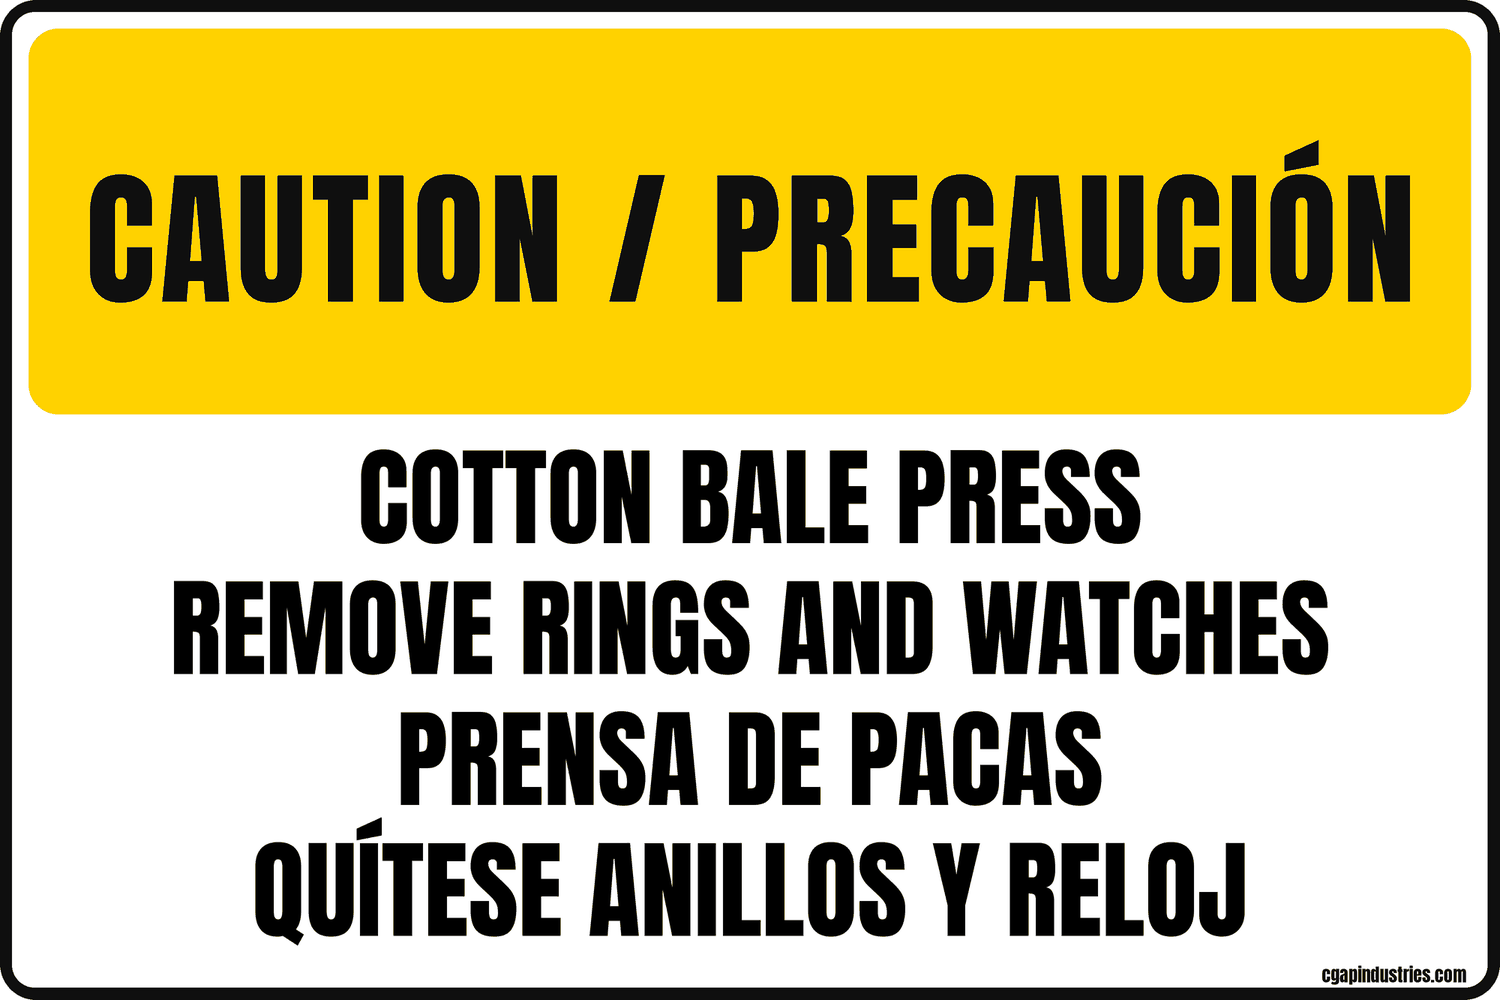 CAUTION / PRECAUCIÓN
COTTON BALE PRESS
REMOVE RINGS AND WATCHES
PRENSA DE PACAS
QUÍTESE ANILLOS Y RELOJ
cgapindustries.com